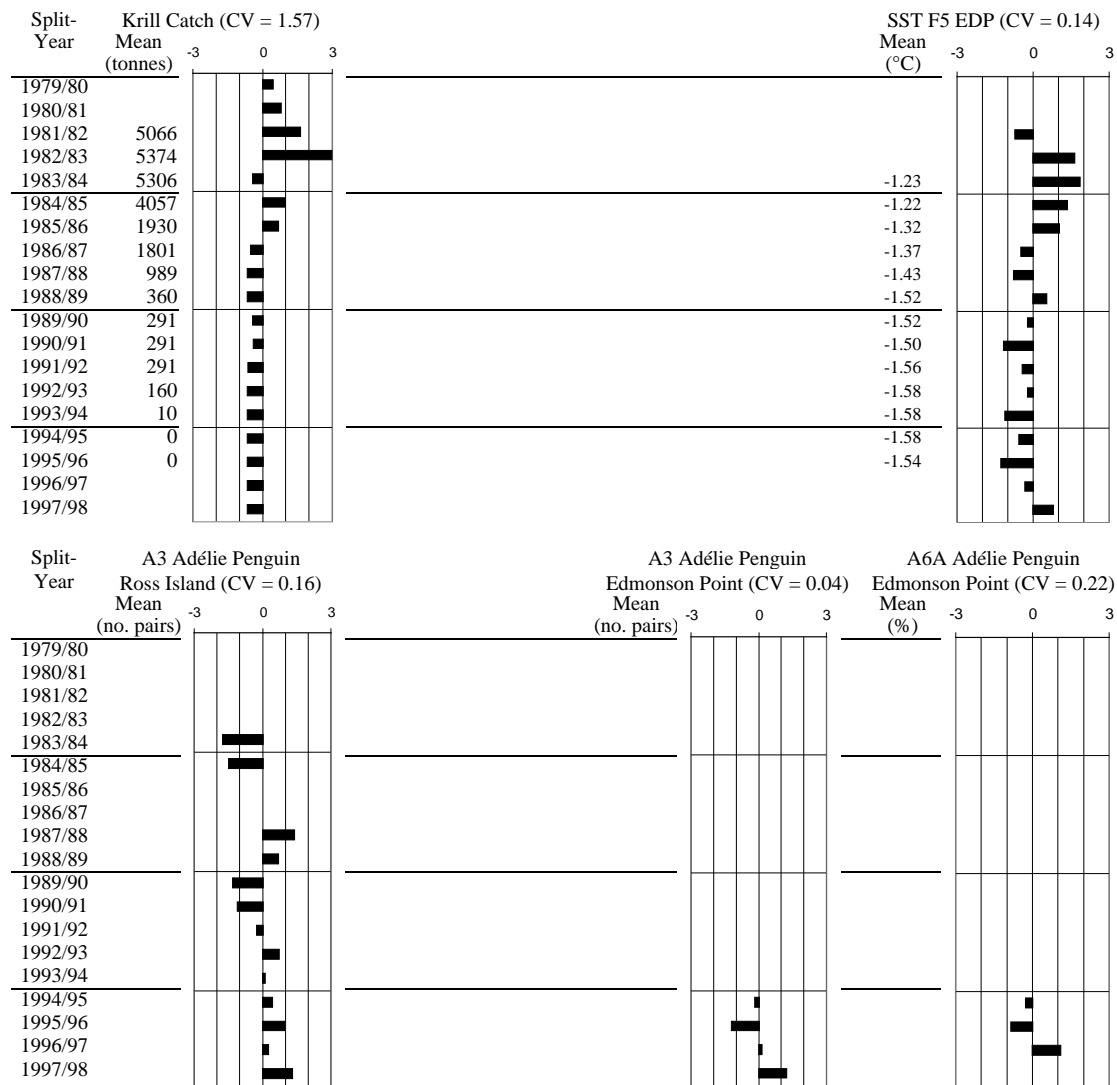 Split- Krill Catch (CV = 1.57) SST F5 EDP (CV = 0.14)
Year Mean -3 0 3 Mean -3 0 3
(tonnes) (°C)
1979/80
1980/81
1981/82 5066
1982/83 5374
1983/84 5306 -1.23
1984/85 4057 -1.22
1985/86 1930 -1.32
1986/87 1801 -1.37
1987/88 989 -1.43
1988/89 360 -1.52
1989/90 291 -1.52
1990/91 291 -1.50
1991/92 291 -1.56
1992/93 160 -1.58
1993/94 10 -1.58
1994/95 0 -1.58
1995/96 0 -1.54
1996/97
1997/98
Split- A3 Adélie Penguin A3 Adélie Penguin A6A Adélie Penguin
Year Ross Island (CV = 0.16) Edmonson Point (CV = 0.04) Edmonson Point (CV = 0.22)
Mean -3 0 3 Mean -3 0 3 Mean -3 0 3
(no. pairs) (no. pairs) (%)
1979/80
1980/81
1981/82
1982/83
1983/84
1984/85
1985/86
1986/87
1987/88
1988/89
1989/90
1990/91
1991/92
1992/93
1993/94
1994/95
1995/96
1996/97
1997/98